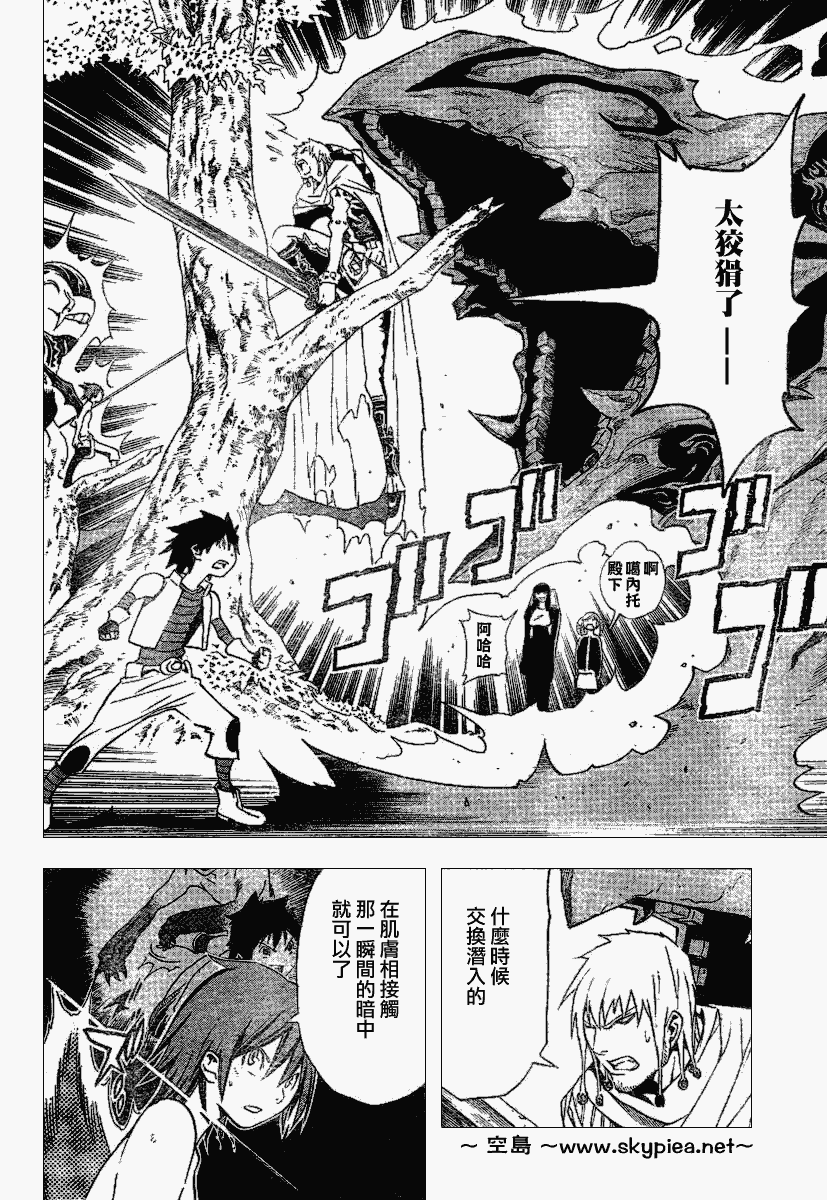 太狡猾了——
啊
噶內托
殿下
阿哈哈
ゴゴゴゴ
什麼時候
交換潛入的
在肌膚相接觸
那一瞬間的暗中
就可以了
~ 空島 ~www.skypiea.net~